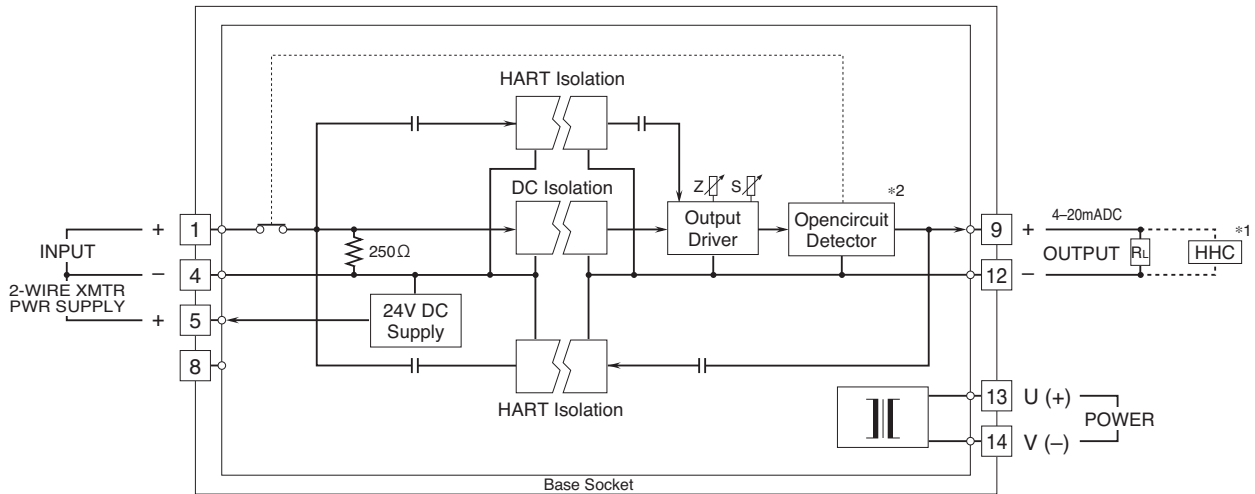 HART Isolation
Z
S
*2
DC Isolation
Output
Driver
Opencircuit
Detector
INPUT
+
1
250Ω
–
4
2-WIRE XMTR
PWR SUPPLY
+
5
24V DC
Supply
8
9
+
4–20mADC
*1
OUTPUT
RL
HHC
12
–
HART Isolation
13
U (+)
POWER
14
V (–)
Base Socket